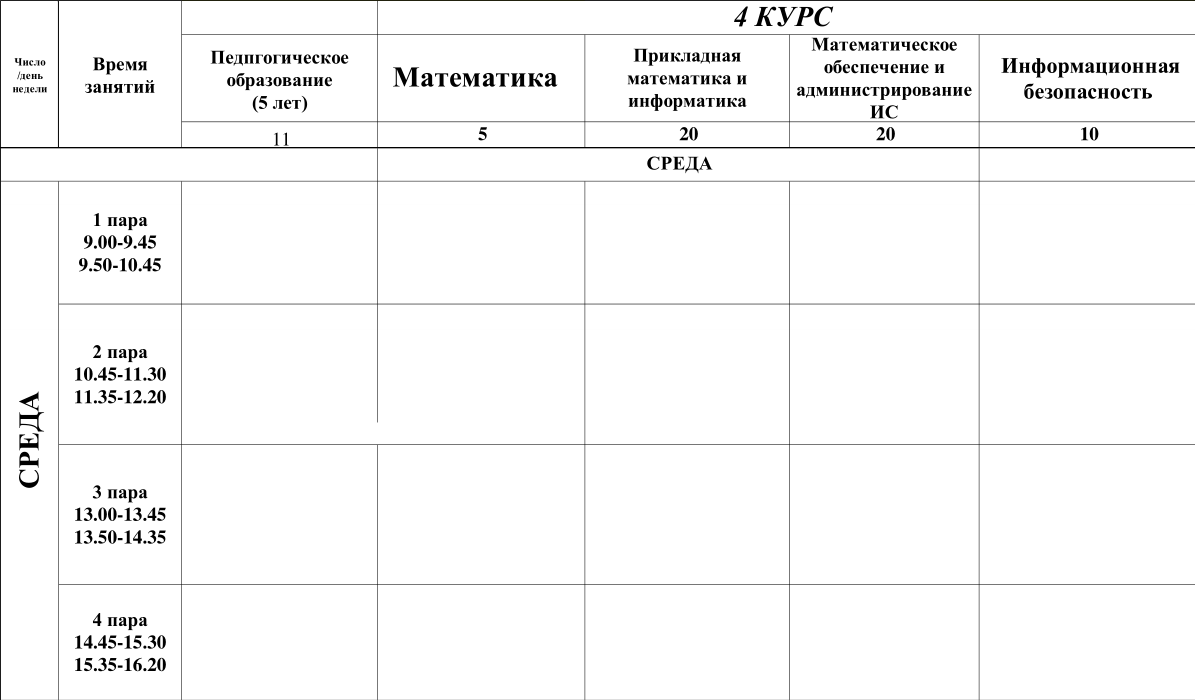 4 КУРС
Число
/день
недели
Время
занятий
Педпгогическое
образование
(5 лет)
Математика
Прикладная
математика и
информатика
Математическое
обеспечение и
администрирование
ИС
Информационная
безопасность
11
5
20
20
10
СРЕДА
СРЕДА
1 пара
9.00-9.45
9.50-10.45
2 пара
10.45-11.30
11.35-12.20
3 пара
13.00-13.45
13.50-14.35
4 пара
14.45-15.30
15.35-16.20